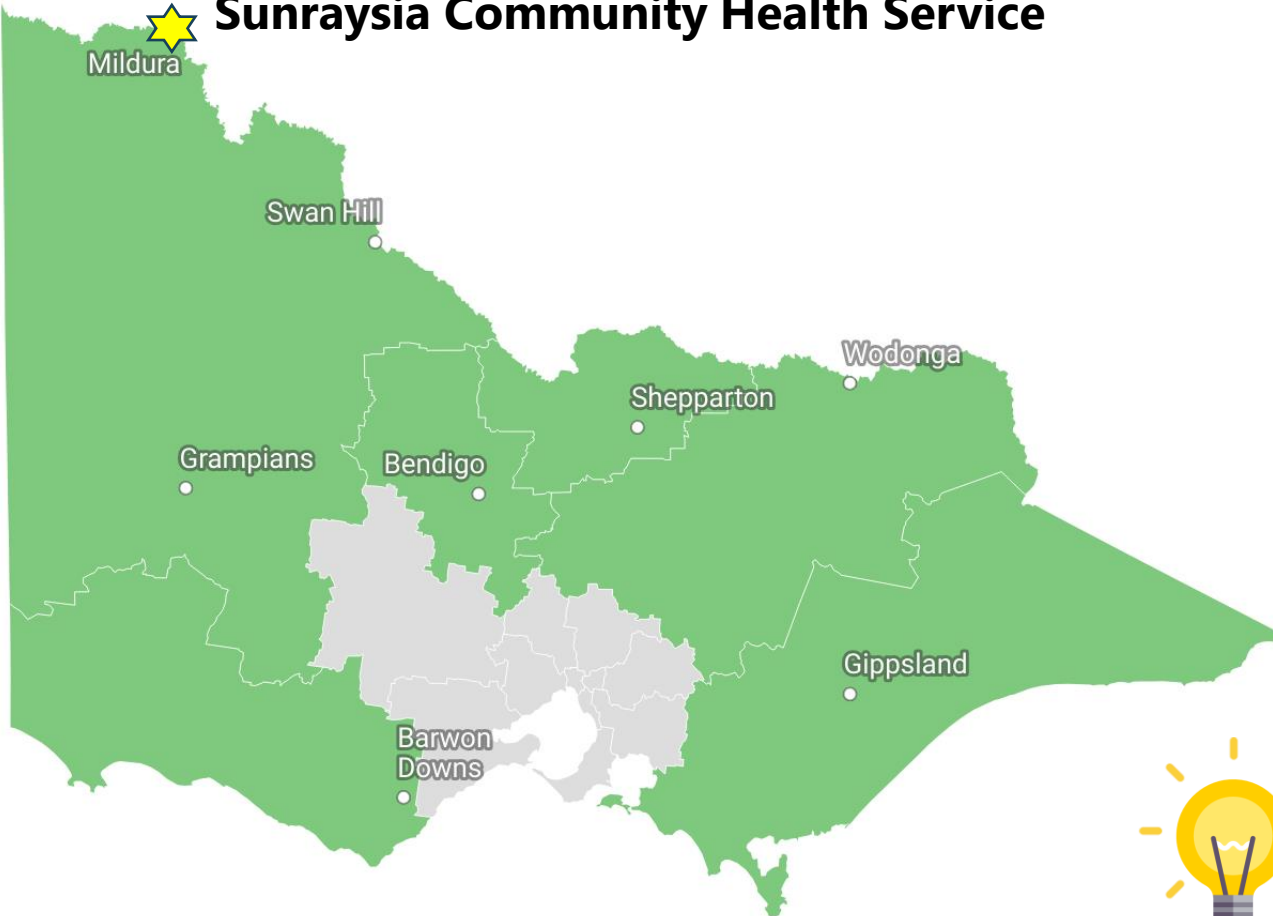 Sunraysia Community Health Service
Mildura
Swan Hill
Wodonga
Shepparton
Grampians
Bendigo
Gippsland
Barwon
Downs